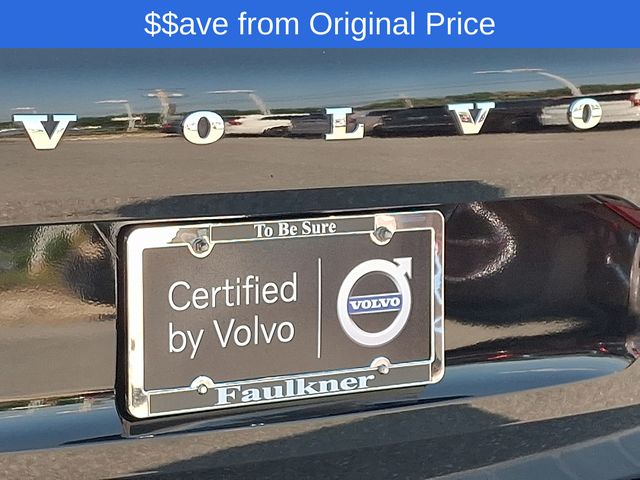 $$ave from Original Price
VOLVO
To Be Sure
Certified
by Volvo
VOLVO
Faulkner